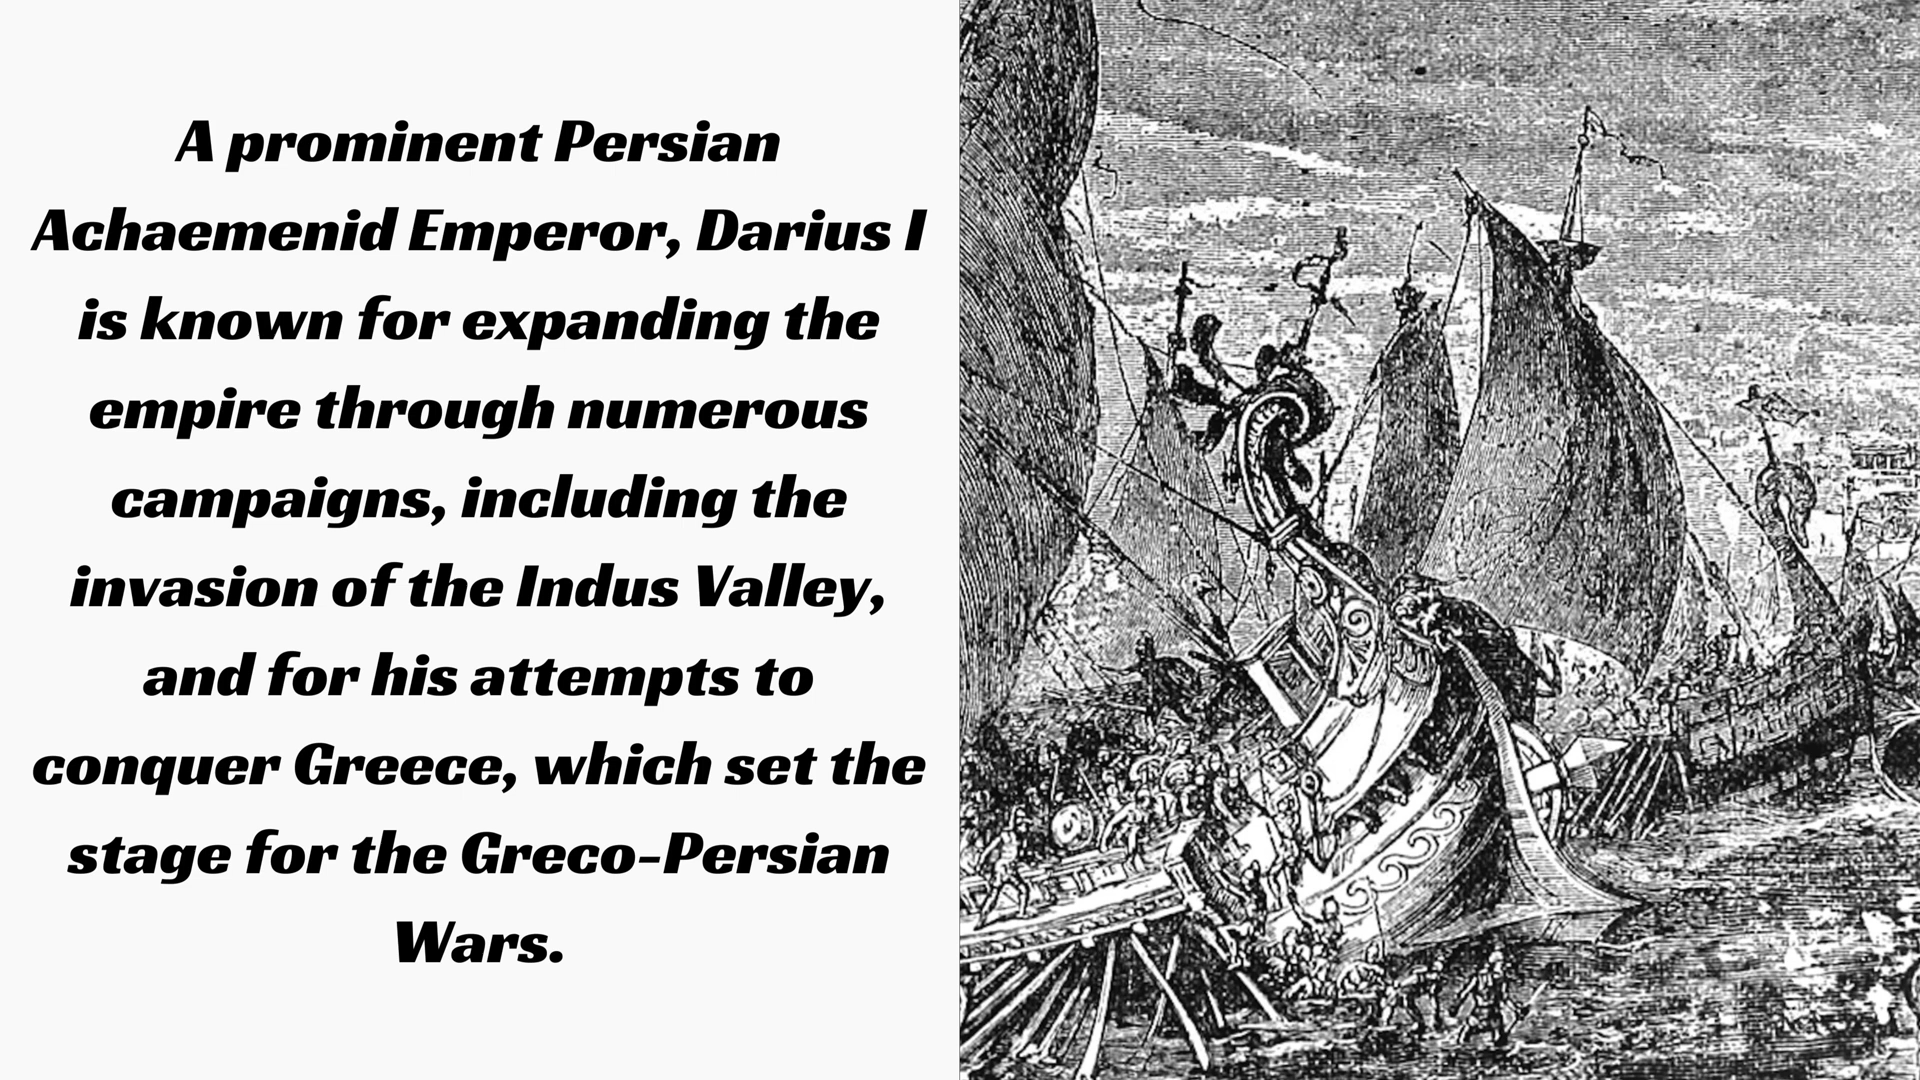 A prominent Persian
Achaemenid Emperor, Darius I
is known for expanding the
empire through numerous
campaigns, including the
invasion of the Indus Valley,
and for his attempts to
conquer Greece, which set the
stage for the Greco-Persian
Wars.